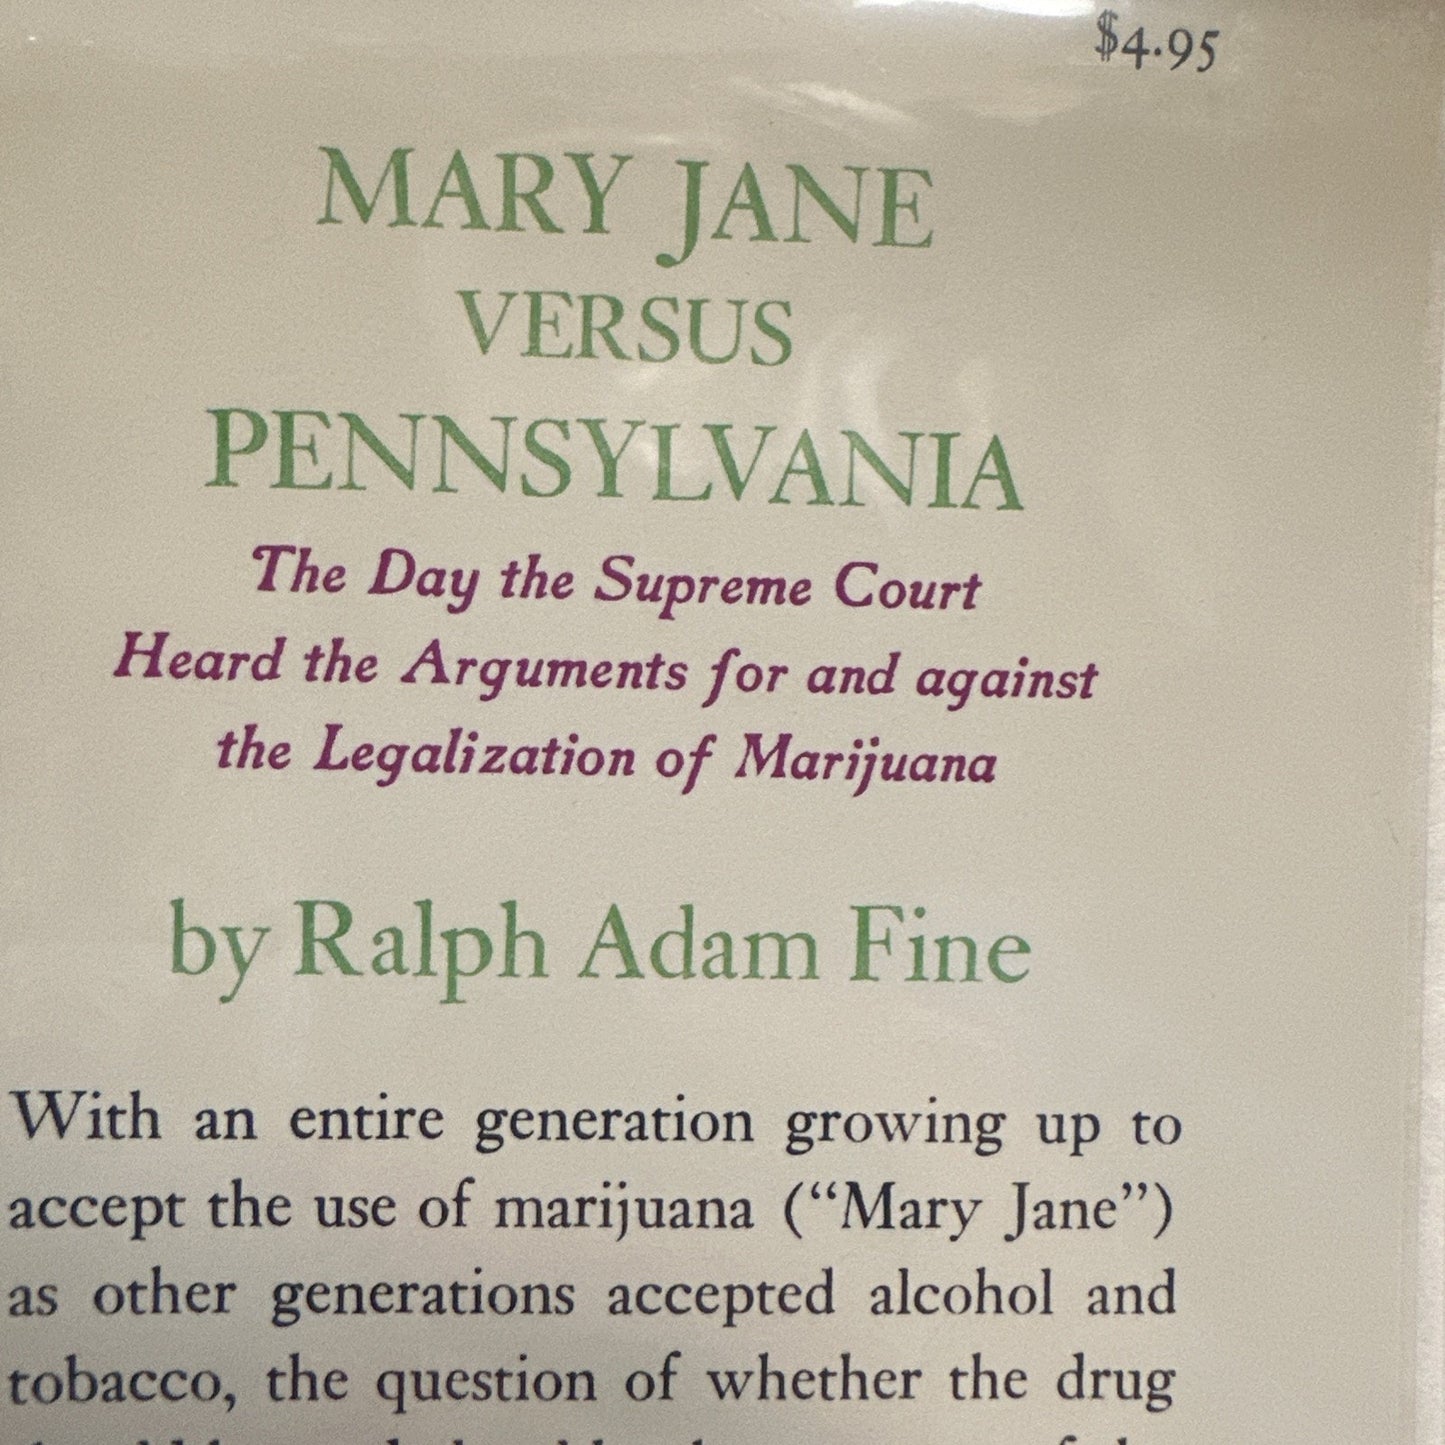 $4.95
MARY JANE
VERSUS
PENNSYLVANIA
The Day the Supreme Court
Heard the Arguments for and against
the Legalization of Marijuana
by Ralph Adam Fine
With an entire generation growing up to
accept the use of marijuana (“Mary Jane”)
as other generations accepted alcohol and
tobacco, the question of whether the drug